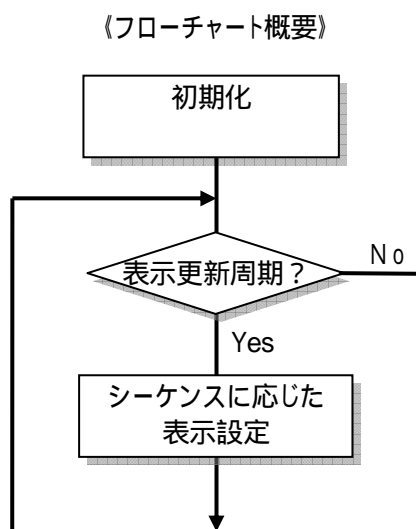 《フローチャート概要》
初期化
表示更新周期？
No
Yes
シーケンスに応じた
表示設定